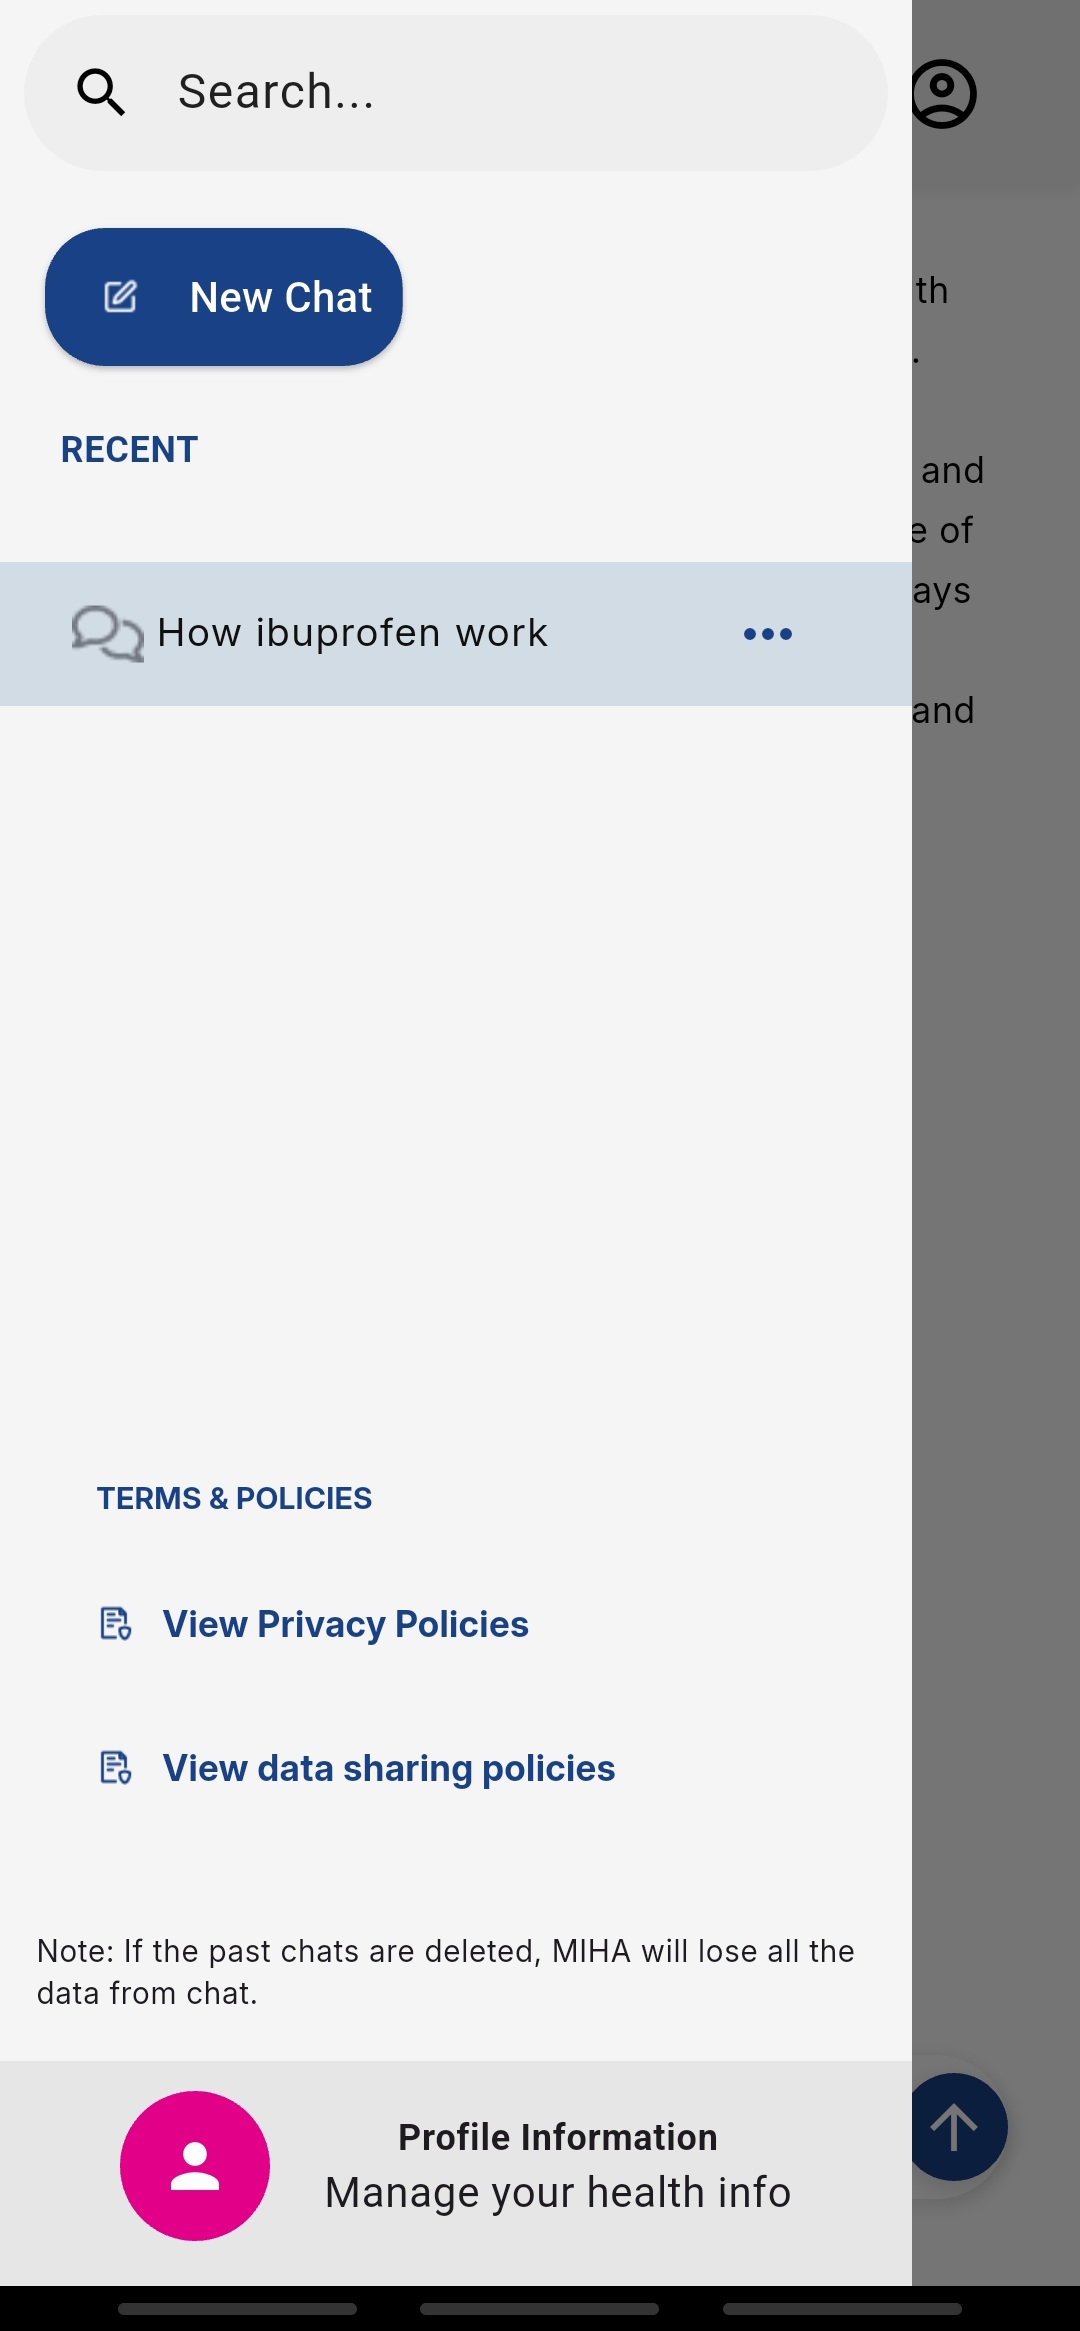 Search...
New Chat
RECENT
How ibuprofen work
TERMS & POLICIES
View Privacy Policies
View data sharing policies
Note: If the past chats are deleted, MIHA will lose all the
data from chat.
Profile Information
Manage your health info
th
.
and
e of
ays
and